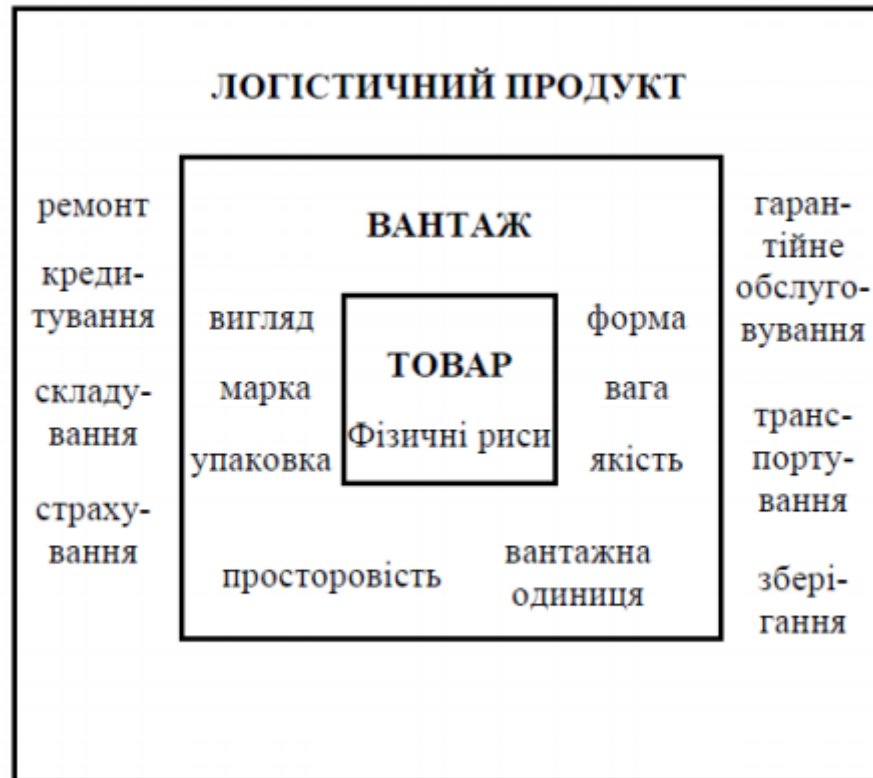 ЛОГІСТИЧНИЙ ПРОДУКТ
ремонт
креди-
тування
складу-
вання
страху-
вання
ВАНТАЖ
вигляд
марка
упаковка
ТОВАР
Фізичні риси
форма
вага
якість
просторовість
вантажна
одиниця
гаран-
тійне
обслуго-
вування
транс-
порту-
вання
збері-
гання